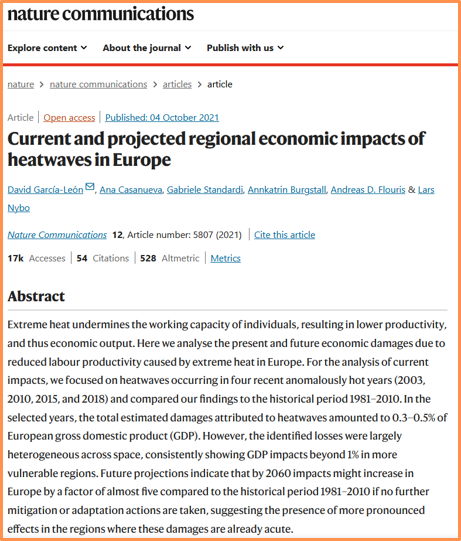 nature communications
Explore content About the journal Publish with us
nature > nature communications > articles > article
Article | Open access | Published: 04 October 2021
Current and projected regional economic impacts of
heatwaves in Europe
David García-León, Ana Casanueva, Gabriele Standardi, Annkatrin Burgstall, Andreas D. Flouris & Lars
Nybo
Nature Communications 12, Article number: 5807 (2021) | Cite this article
17k Accesses | 54 Citations | 528 Altmetric | Metrics
Abstract
Extreme heat undermines the working capacity of individuals, resulting in lower productivity,
and thus economic output. Here we analyse the present and future economic damages due to
reduced labour productivity caused by extreme heat in Europe. For the analysis of current
impacts, we focused on heatwaves occurring in four recent anomalously hot years (2003,
2010, 2015, and 2018) and compared our findings to the historical period 1981–2010. In the
selected years, the total estimated damages attributed to heatwaves amounted to 0.3–0.5% of
European gross domestic product (GDP). However, the identified losses were largely
heterogeneous across space, consistently showing GDP impacts beyond 1% in more
vulnerable regions. Future projections indicate that by 2060 impacts might increase in
Europe by a factor of almost five compared to the historical period 1981–2010 if no further
mitigation or adaptation actions are taken, suggesting the presence of more pronounced
effects in the regions where these damages are already acute.